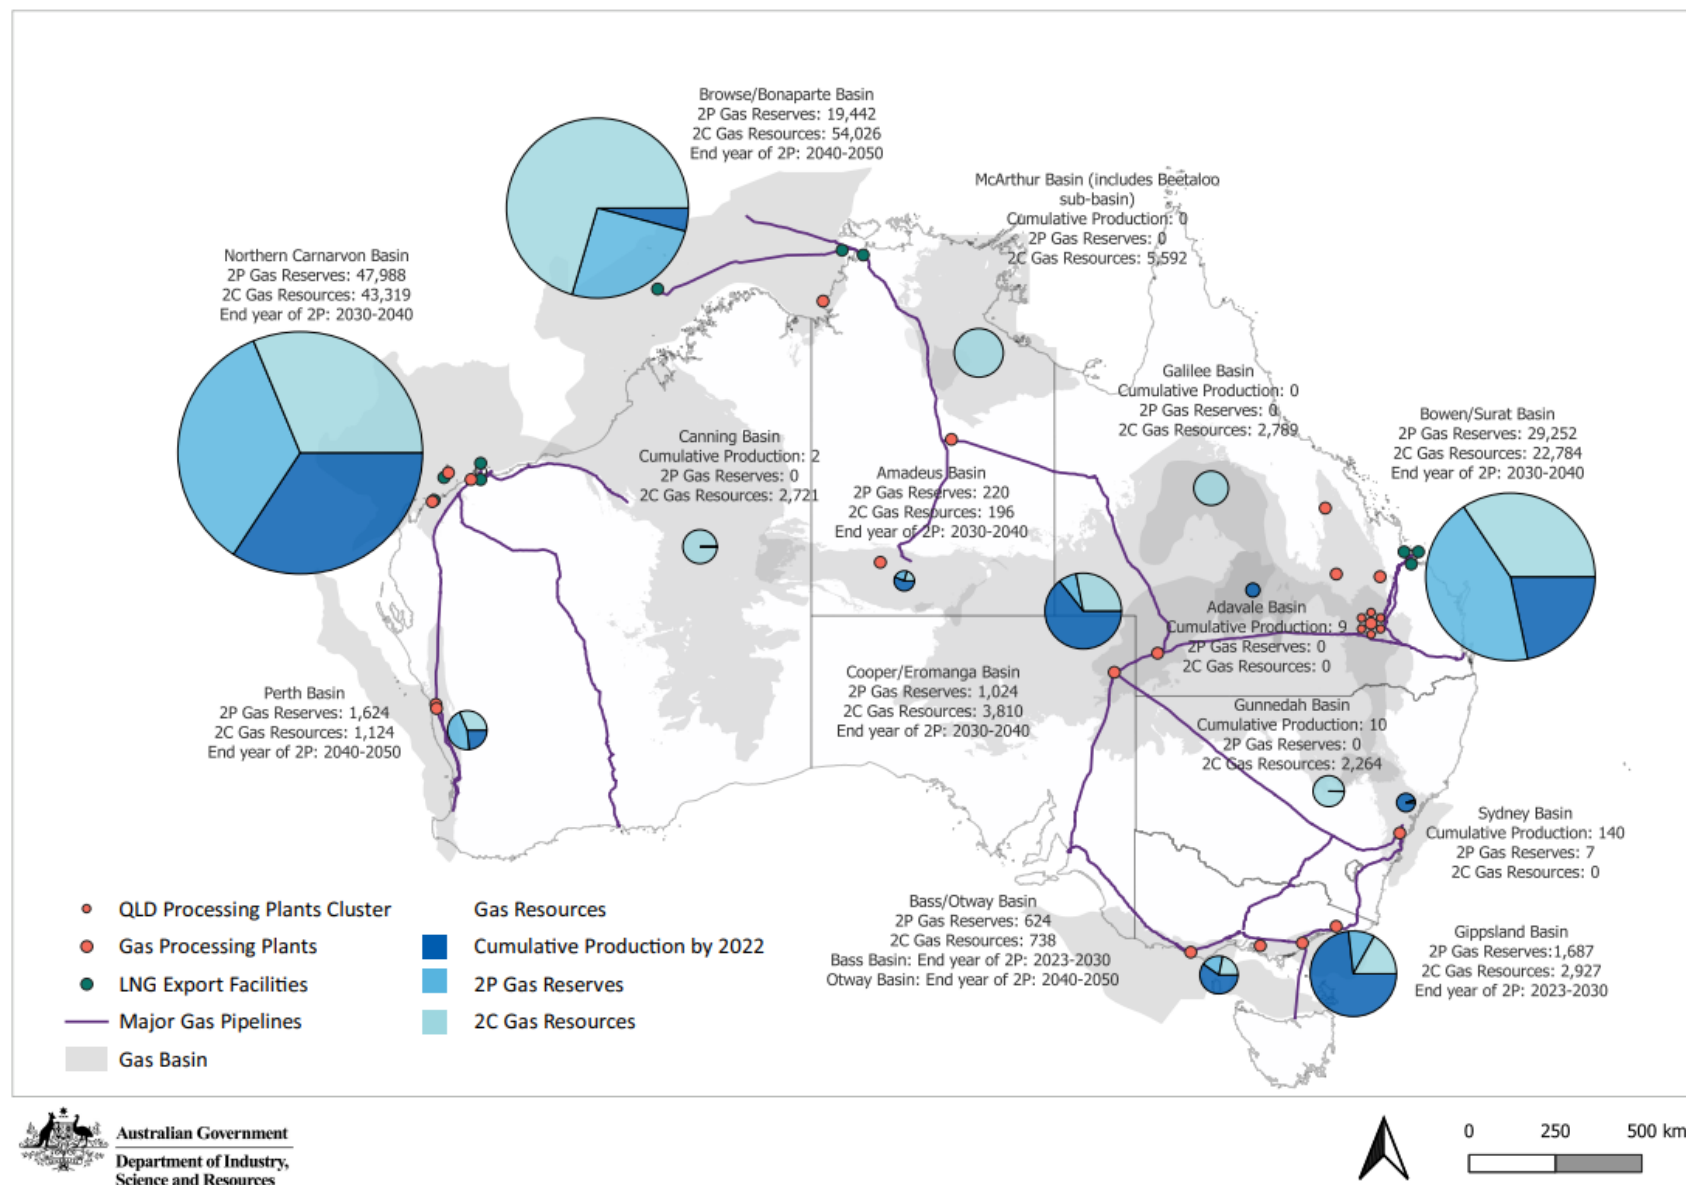 Browse/Bonaparte Basin
2P Gas Reserves: 19,442
2C Gas Resources: 54,026
End year of 2P: 2040-2050
McArthur Basin (includes Beetaloo
sub-basin)
Cumulative Production: 0
2P Gas Reserves: 0
2C Gas Resources: 5,592
Northern Carnarvon Basin
2P Gas Reserves: 47,988
2C Gas Resources: 43,319
End year of 2P: 2030-2040
Galilee Basin
Cumulative Production: 0
2P Gas Reserves: 0
2C Gas Resources: 2,789
Bowen/Surat Basin
2P Gas Reserves: 29,252
2C Gas Resources: 22,784
End year of 2P: 2030-2040
Canning Basin
Cumulative Production: 2
2P Gas Reserves: 0
2C Gas Resources: 2,721
Amadeus Basin
2P Gas Reserves: 220
2C Gas Resources: 196
End year of 2P: 2030-2040
Adavale Basin
Cumulative Production: 9
2P Gas Reserves: 0
2C Gas Resources: 0
Cooper/Eromanga Basin
2P Gas Reserves: 1,024
2C Gas Resources: 3,810
End year of 2P: 2030-2040
Perth Basin
2P Gas Reserves: 1,624
2C Gas Resources: 1,124
End year of 2P: 2040-2050
Gunnedah Basin
Cumulative Production: 10
2P Gas Reserves: 0
2C Gas Resources: 2,264
Sydney Basin
Cumulative Production: 140
2P Gas Reserves: 7
2C Gas Resources: 0
Bass/Otway Basin
2P Gas Reserves: 624
2C Gas Resources: 738
Bass Basin: End year of 2P: 2023-2030
Otway Basin: End year of 2P: 2040-2050
Gippsland Basin
2P Gas Reserves:1,687
2C Gas Resources: 2,927
End year of 2P: 2023-2030
QLD Processing Plants Cluster
Gas Processing Plants
LNG Export Facilities
Major Gas Pipelines
Gas Basin
Gas Resources
Cumulative Production by 2022
2P Gas Reserves
2C Gas Resources
Australian Government
Department of Industry,
Science and Resources
0 250 500 km